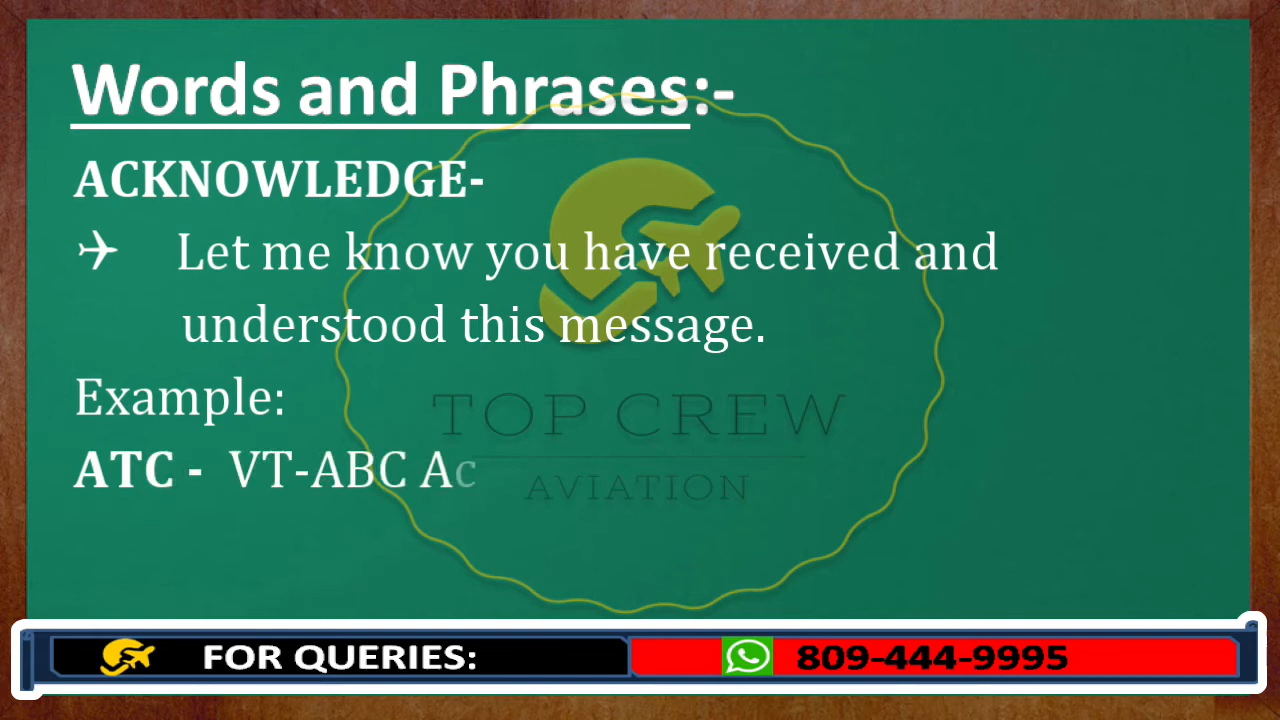 Words and Phrases:-
ACKNOWLEDGE-
✈ Let me know you have received and
understood this message.
Example:
ATC - VT-ABC Ac
TOP CREW
AVIATION
FOR QUERIES: 809-444-9995